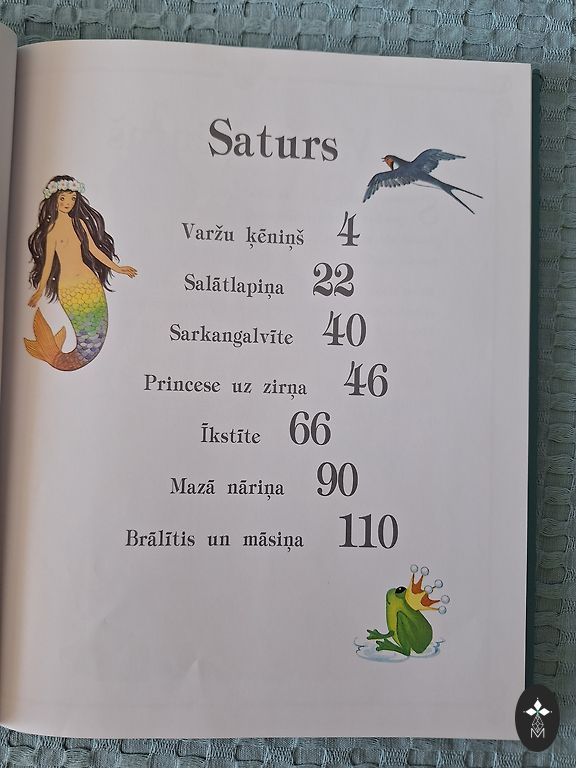 Saturs
Varžu ķēniņš 4
Salātlapiņa 22
Sarkangalvīte 40
Princese uz zirņa 46
Īkstīte 66
Mazā nāriņa 90
Brālītis un māsiņa 110